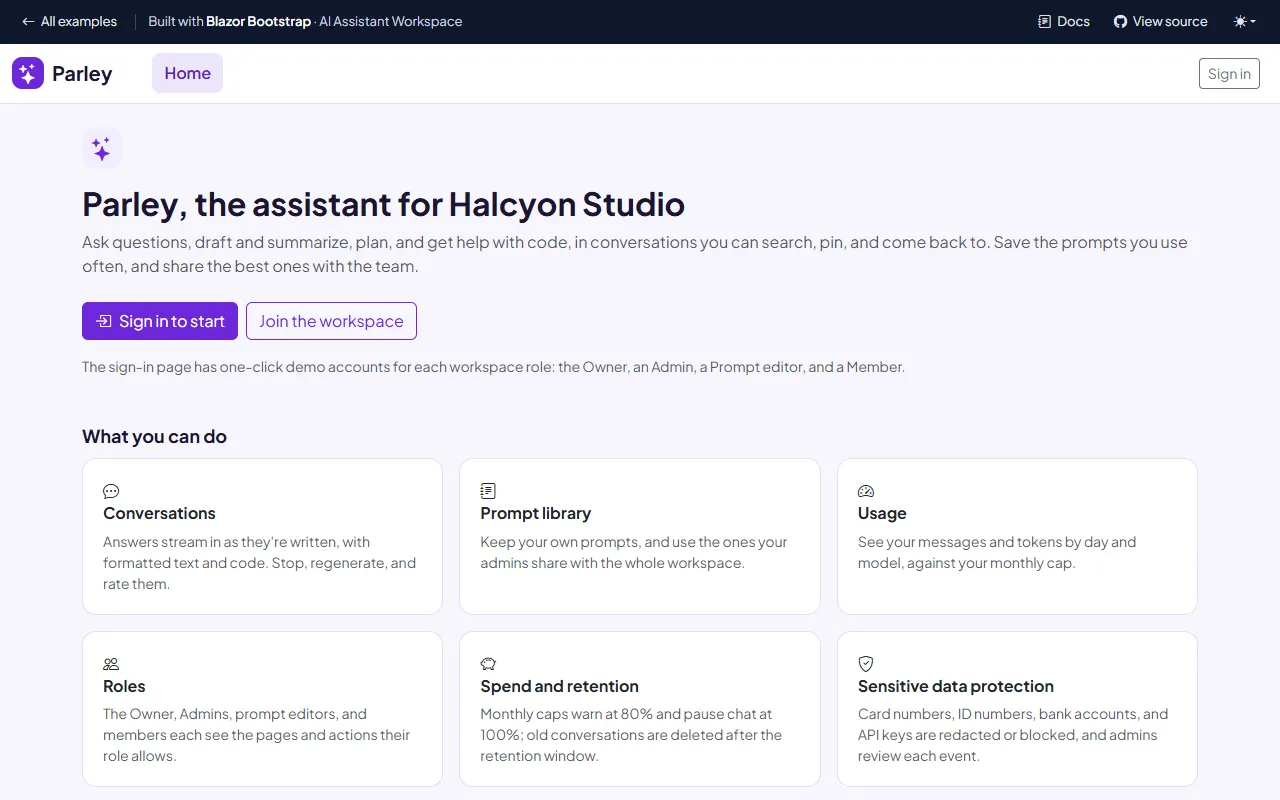 All examples
Built with Blazor Bootstrap · AI Assistant Workspace
Docs
View source
Parley
Home
Sign in
Parley, the assistant for Halcyon Studio
Ask questions, draft and summarize, plan, and get help with code, in conversations you can search, pin, and come back to. Save the prompts you use
often, and share the best ones with the team.
Sign in to start
Join the workspace
The sign-in page has one-click demo accounts for each workspace role: the Owner, an Admin, a Prompt editor, and a Member.
What you can do
Conversations
Answers stream in as they're written, with
formatted text and code. Stop, regenerate, and
rate them.
Prompt library
Keep your own prompts, and use the ones your
admins share with the whole workspace.
Usage
See your messages and tokens by day and
model, against your monthly cap.
Roles
The Owner, Admins, prompt editors, and
members each see the pages and actions their
role allows.
Spend and retention
Monthly caps warn at 80% and pause chat at
100%; old conversations are deleted after the
retention window.
Sensitive data protection
Card numbers, ID numbers, bank accounts, and
API keys are redacted or blocked, and admins
review each event.